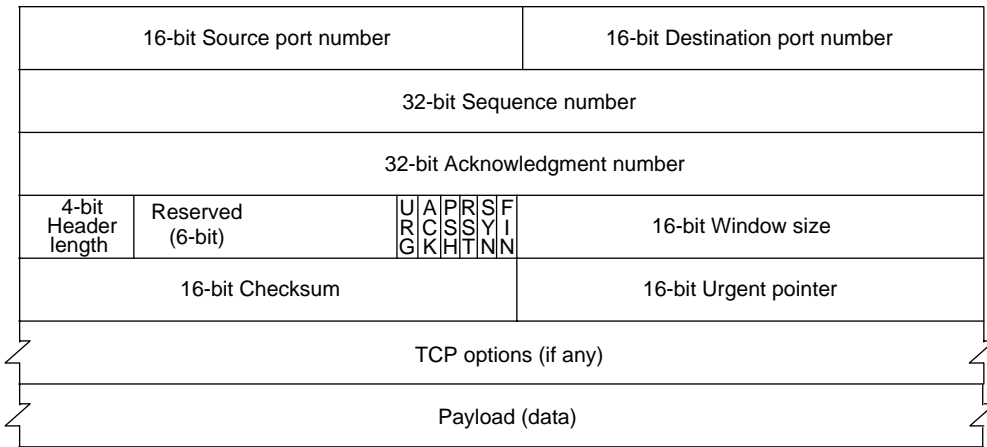 16-bit Source port number
16-bit Destination port number
32-bit Sequence number
32-bit Acknowledgment number
4-bit
Header
length
Reserved
(6-bit)
URG
ACK
PSH
RST
SYN
FIN
16-bit Window size
16-bit Checksum
16-bit Urgent pointer
TCP options (if any)
Payload (data)